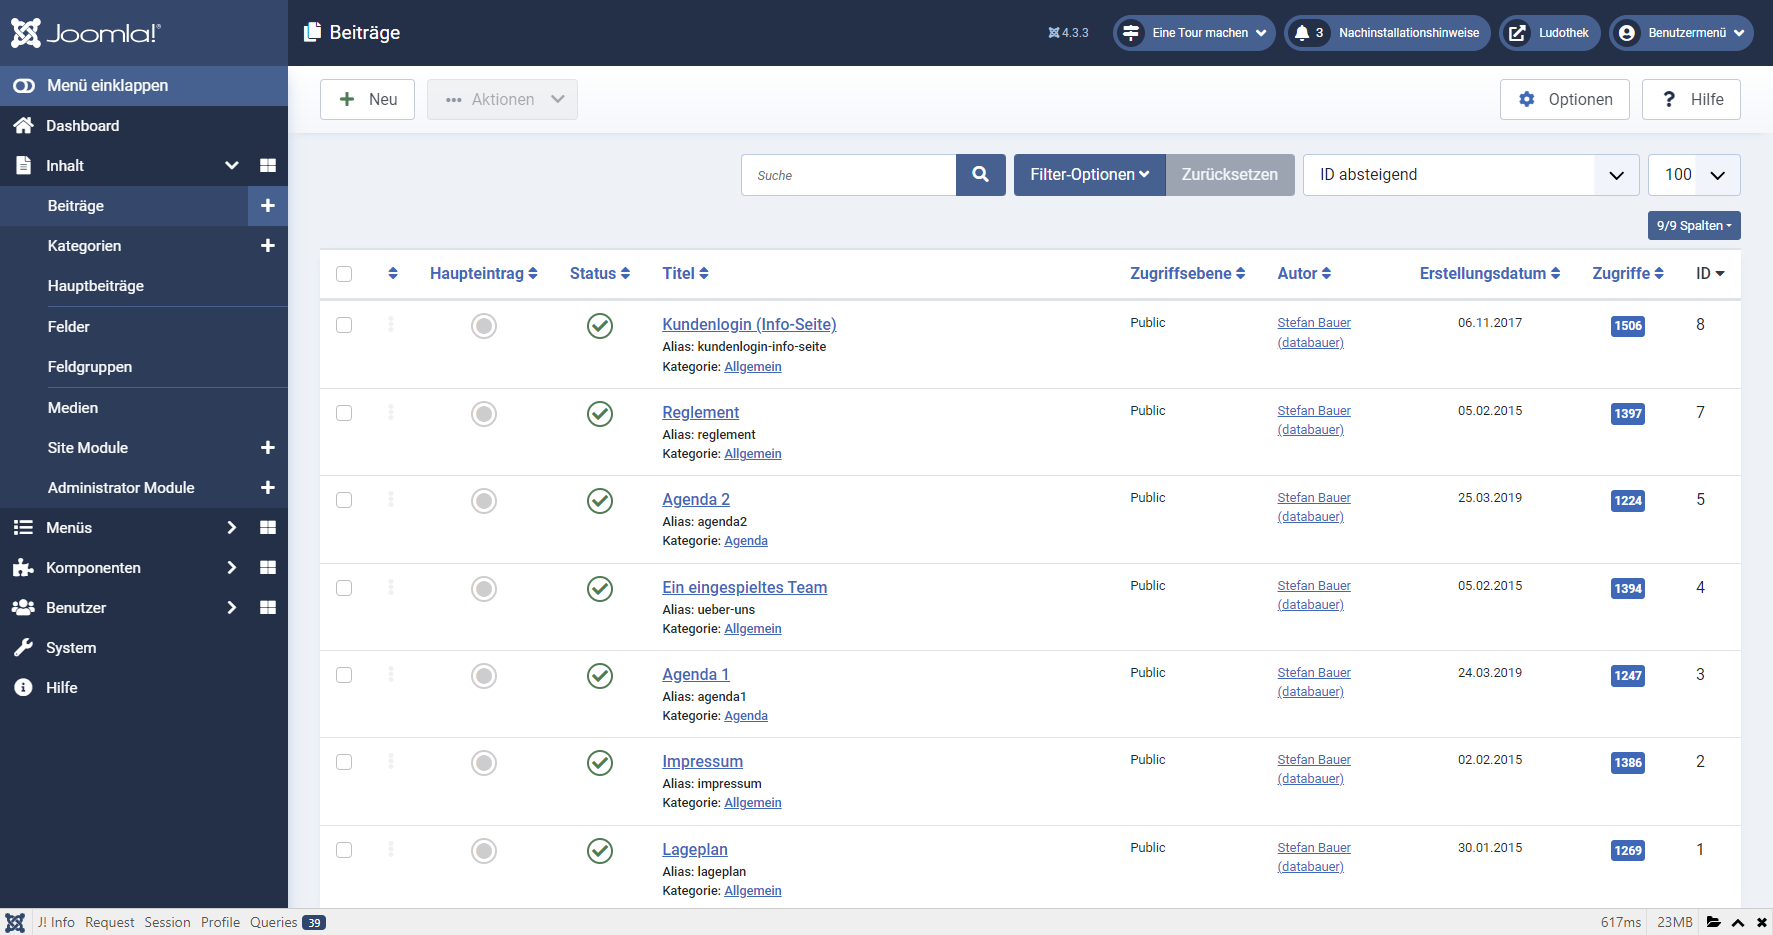 Joomla!®
Beiträge
4.3.3
Eine Tour machen
3 Nachinstallationshinweise
Ludothek
Benutzermenü
Menü einklappen
Dashboard
Inhalt
Beiträge
Kategorien
Hauptbeiträge
Felder
Feldgruppen
Medien
Site Module
Administrator Module
Menüs
Komponenten
Benutzer
System
Hilfe
Neu
Aktionen
Optionen
Hilfe
Suche
Filter-Optionen
Zurücksetzen
ID absteigend
100
9/9 Spalten
Haupteintrag Status Titel Zugriffsebene Autor Erstellungsdatum Zugriffe ID
Kundenlogin (Info-Seite) Public Stefan Bauer 06.11.2017 1506 8
Alias: kundenlogin-info-seite (databauer)
Kategorie: Allgemein
Reglement Public Stefan Bauer 05.02.2015 1397 7
Alias: reglement (databauer)
Kategorie: Allgemein
Agenda 2 Public Stefan Bauer 25.03.2019 1224 5
Alias: agenda2 (databauer)
Kategorie: Agenda
Ein eingespieltes Team Public Stefan Bauer 05.02.2015 1394 4
Alias: ueber-uns (databauer)
Kategorie: Allgemein
Agenda 1 Public Stefan Bauer 24.03.2019 1247 3
Alias: agenda1 (databauer)
Kategorie: Agenda
Impressum Public Stefan Bauer 02.02.2015 1386 2
Alias: impressum (databauer)
Kategorie: Allgemein
Lageplan Public Stefan Bauer 30.01.2015 1269 1
Alias: lageplan (databauer)
Kategorie: Allgemein
J! Info Request Session Profile Queries 39 617ms 23MB